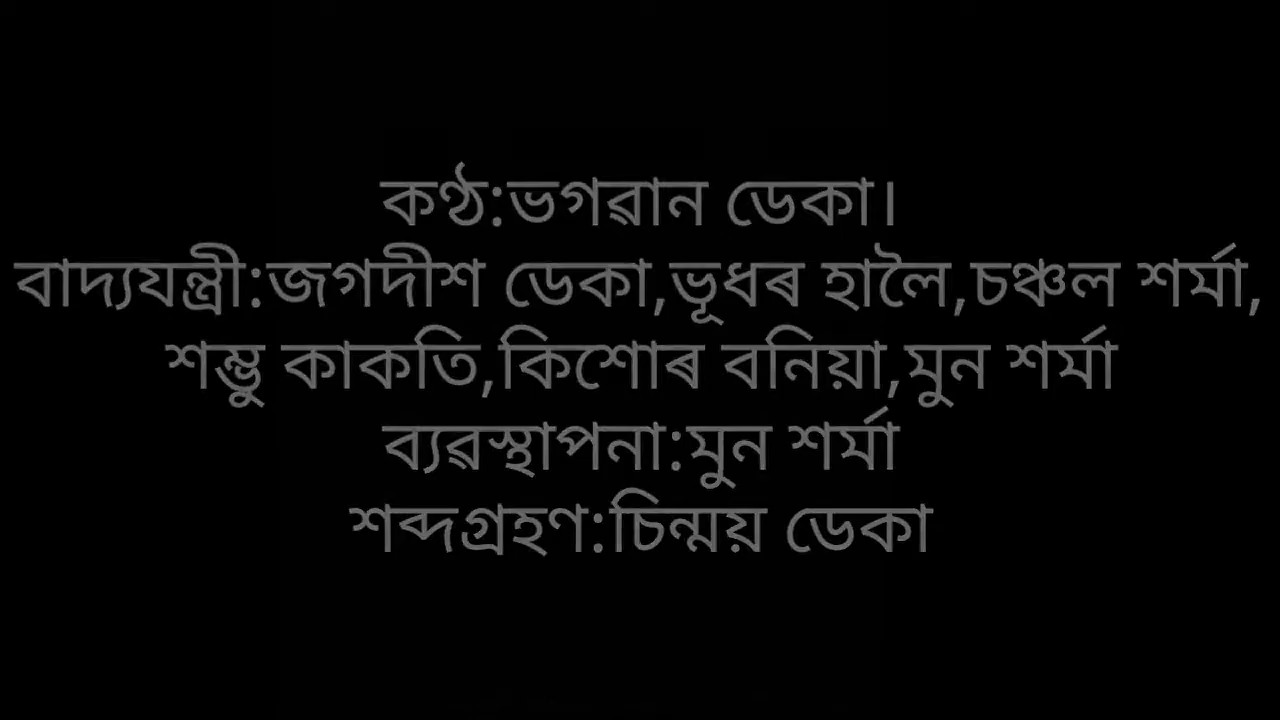 কণ্ঠ:ভগৱান ডেকা।
বাদ্যযন্ত্ৰী:জগদীশ ডেকা,ভূধৰ হালৈ,চঞ্চল শৰ্মা,
শম্ভু কাকতি,কিশোৰ বনিয়া,মুন শৰ্মা
ব্যৱস্থাপনা:মুন শৰ্মা
শব্দগ্ৰহণ:চিন্ময় ডেকা